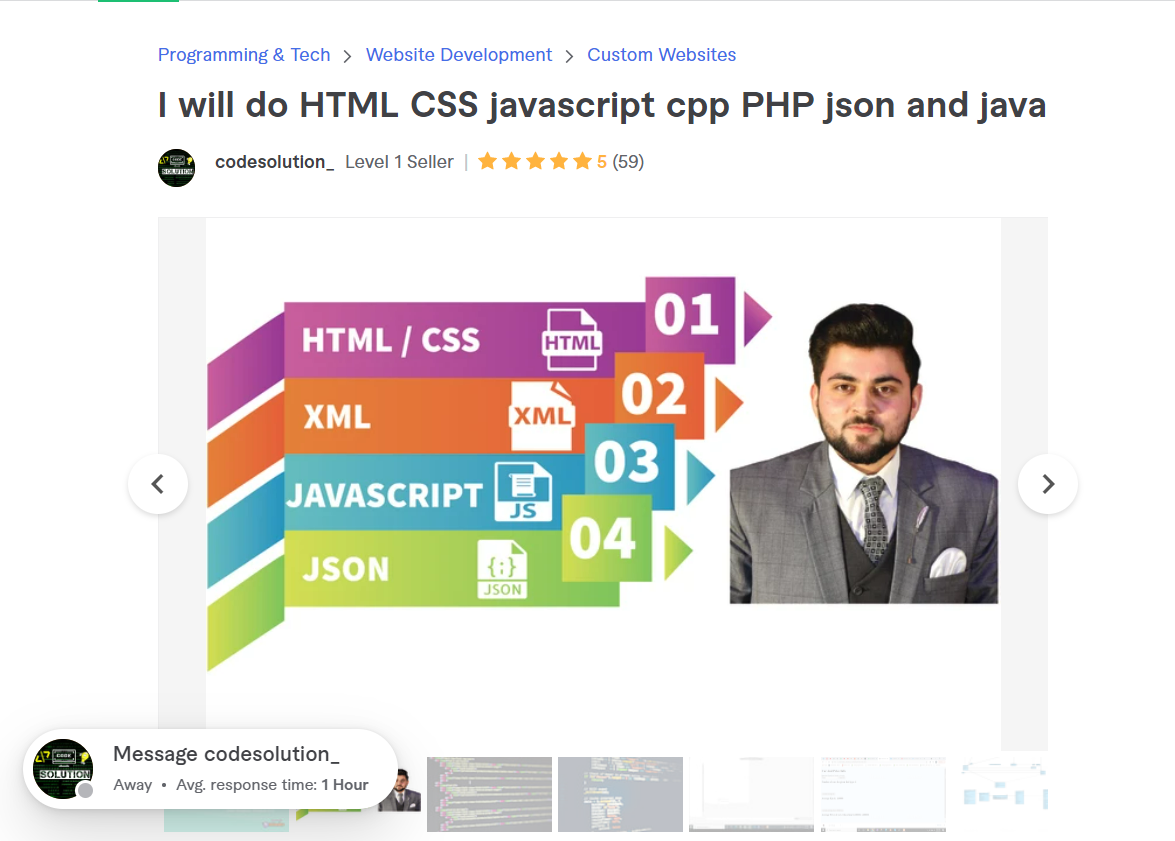 Programming & Tech > Website Development > Custom Websites
I will do HTML CSS javascript cpp PHP json and java
codesolution_ Level 1 Seller | 5 (59)
HTML / CSS HTML 01
XML XML 02
JAVASCRIPT JS 03
JSON {:} JSON 04
Message codesolution_
Away • Avg. response time: 1 Hour
CODE
SOLUTION